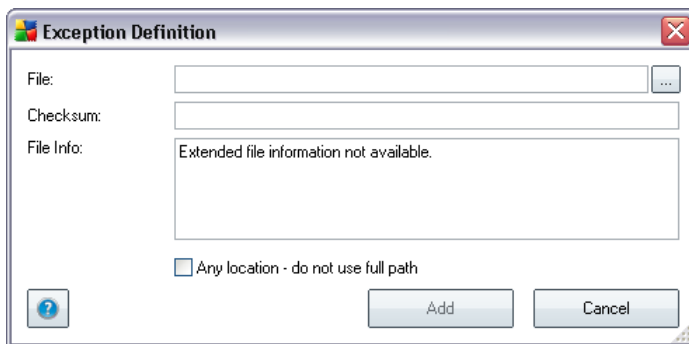 Exception Definition
File:
...
Checksum:
File Info:
Extended file information not available.
Any location - do not use full path
?
Add
Cancel